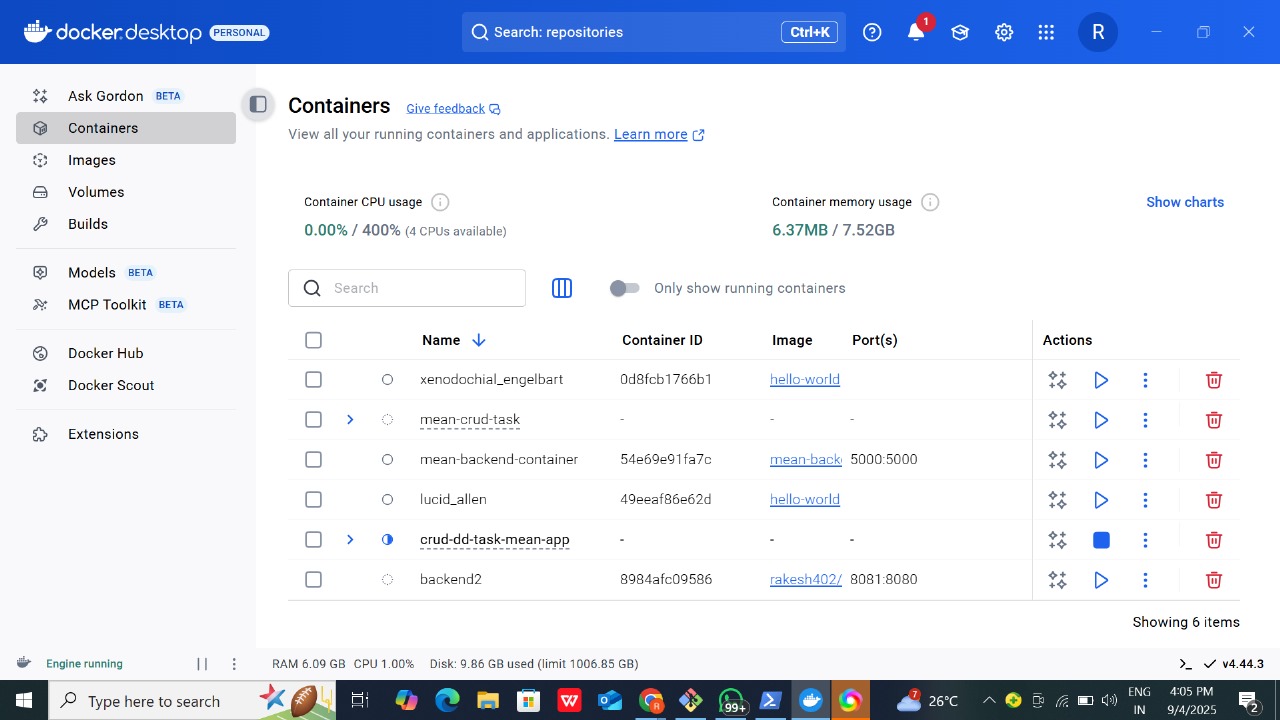 docker.desktop PERSONAL
Search: repositories Ctrl+K
1
R
Ask Gordon BETA
Containers
Images
Volumes
Builds
Models BETA
MCP Toolkit BETA
Docker Hub
Docker Scout
Extensions
Containers Give feedback
View all your running containers and applications. Learn more
Container CPU usage
0.00% / 400% (4 CPUs available)
Container memory usage
6.37MB / 7.52GB
Show charts
Search
Only show running containers
Name Container ID Image Port(s) Actions
xenodochial_engelbart 0d8fcb1766b1 hello-world
mean-crud-task - - -
mean-backend-container 54e69e91fa7c mean-back 5000:5000
lucid_allen 49eeaf86e62d hello-world
crud-dd-task-mean-app - - -
backend2 8984afc09586 rakesh402/ 8081:8080
Showing 6 items
Engine running
RAM 6.09 GB CPU 1.00% Disk: 9.86 GB used (limit 1006.85 GB)
v4.44.3
Type here to search
99+
7
26°C
ENG
IN
4:05 PM
9/4/2025
2